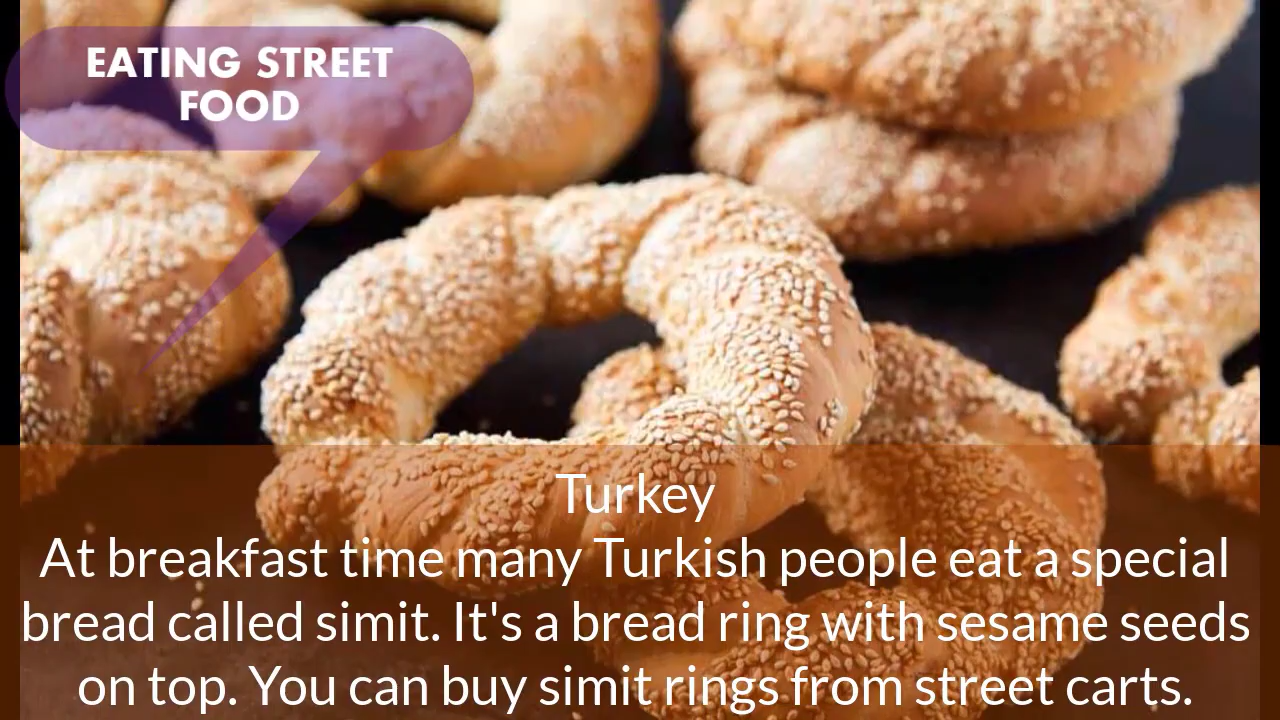 EATING STREET
FOOD
Turkey
At breakfast time many Turkish people eat a special
bread called simit. It's a bread ring with sesame seeds
on top. You can buy simit rings from street carts.